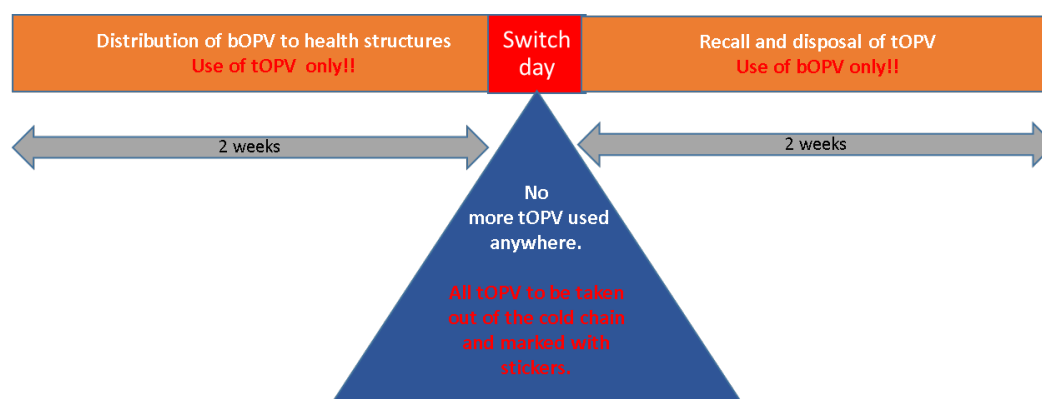 Distribution of bOPV to health structures
Use of tOPV  only!!
Switch
day
Recall and disposal of tOPV
Use of bOPV only!!
2 weeks
2 weeks
No
more tOPV used
anywhere.
All tOPV to be taken
out of the cold chain
and marked with
stickers.